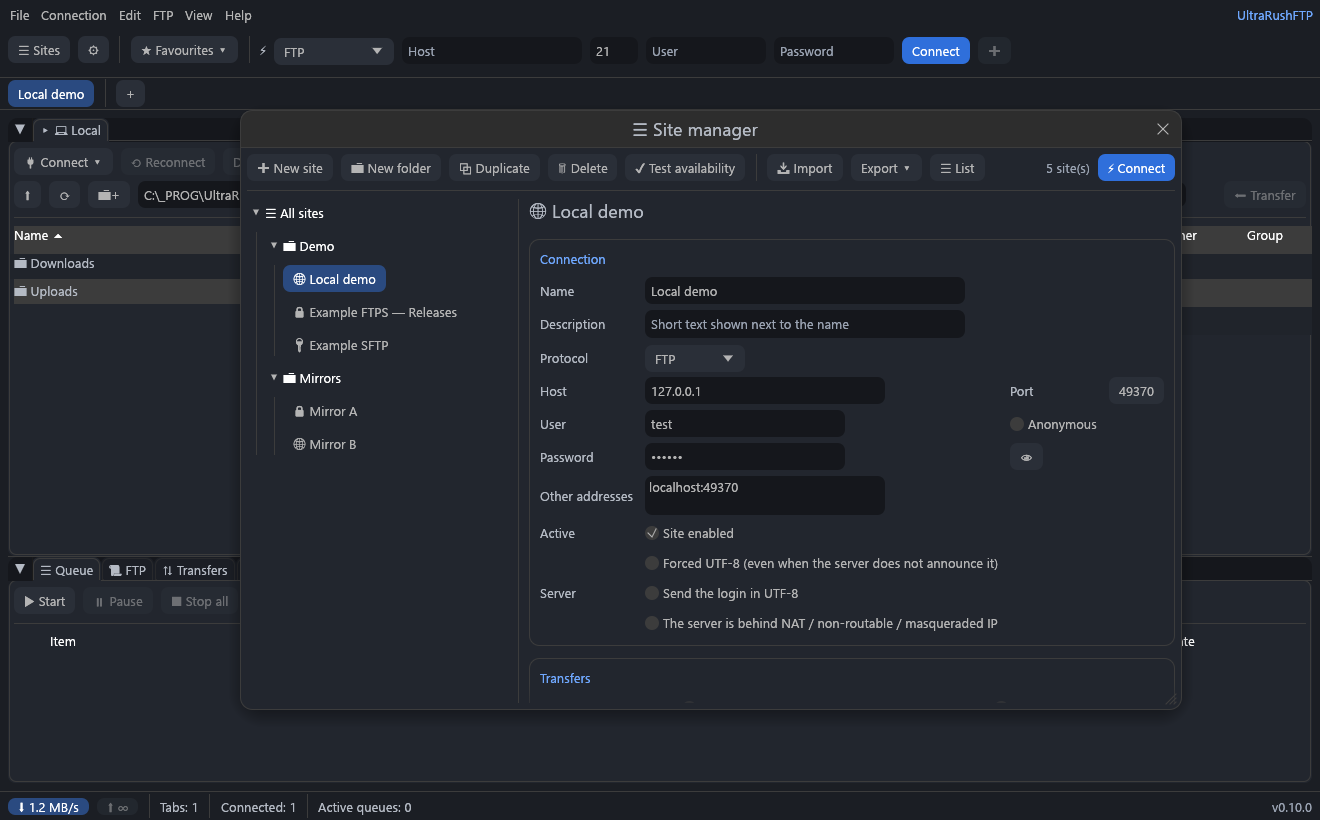 File Connection Edit FTP View Help UltraRushFTP
Sites Favourites FTP Host 21 User Password Connect +
Local demo +
Local
Site manager
Connect Reconnect
New site New folder Duplicate Delete Test availability Import Export List 5 site(s) Connect
C:\_PROG\UltraR Transfer
All sites
Local demo
Name Group
Demo
Connection
Downloads
Local demo
Name Local demo
Uploads
Example FTPS — Releases
Description Short text shown next to the name
Example SFTP
Protocol FTP
Mirrors
Host 127.0.0.1 Port 49370
Mirror A
User test Anonymous
Mirror B
Password ••••••
Other addresses localhost:49370
Active Site enabled
Forced UTF-8 (even when the server does not announce it)
Server Send the login in UTF-8
The server is behind NAT / non-routable / masqueraded IP
Queue FTP Transfers
Start Pause Stop all
Item
Transfers
1.2 MB/s ∞ Tabs: 1 Connected: 1 Active queues: 0 v0.10.0